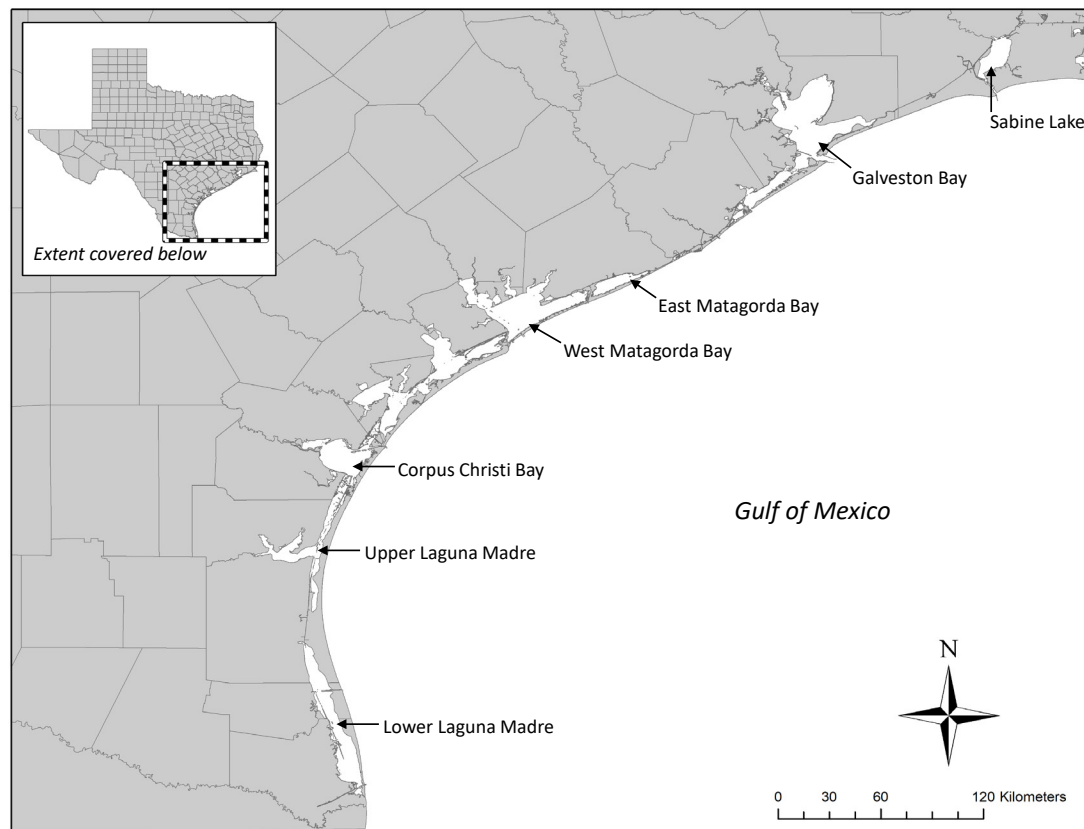 Extent covered below
Sabine Lake
Galveston Bay
East Matagorda Bay
West Matagorda Bay
Corpus Christi Bay
Gulf of Mexico
Upper Laguna Madre
N
Lower Laguna Madre
0 30 60 120 Kilometers